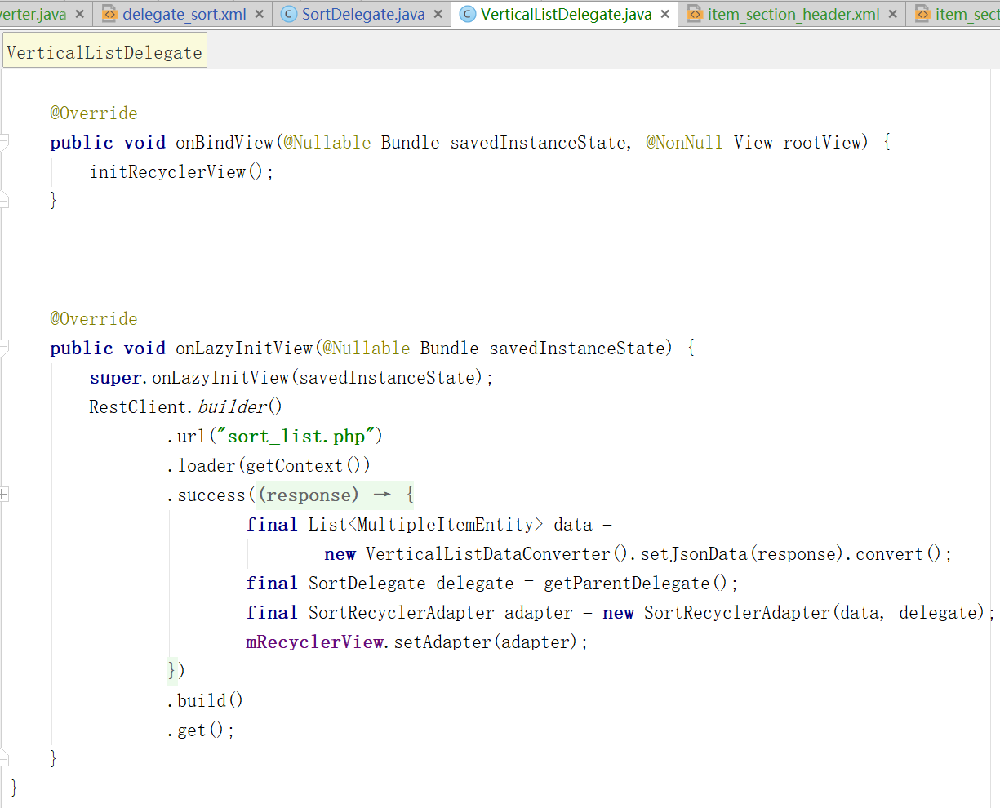 verter.java × delegate_sort.xml × SortDelegate.java × VerticalListDelegate.java × item_section_header.xml × item_sect
VerticalListDelegate
@Override
public void onBindView(@Nullable Bundle savedInstanceState, @NonNull View rootView) {
initRecyclerView();
}
@Override
public void onLazyInitView(@Nullable Bundle savedInstanceState) {
super.onLazyInitView(savedInstanceState);
RestClient.builder()
.url("sort_list.php")
.loader(getContext())
.success((response) → {
final List<MultipleItemEntity> data =
new VerticalListDataConverter().setJsonData(response).convert();
final SortDelegate delegate = getParentDelegate();
final SortRecyclerAdapter adapter = new SortRecyclerAdapter(data, delegate);
mRecyclerView.setAdapter(adapter);
})
.build()
.get();
}
}